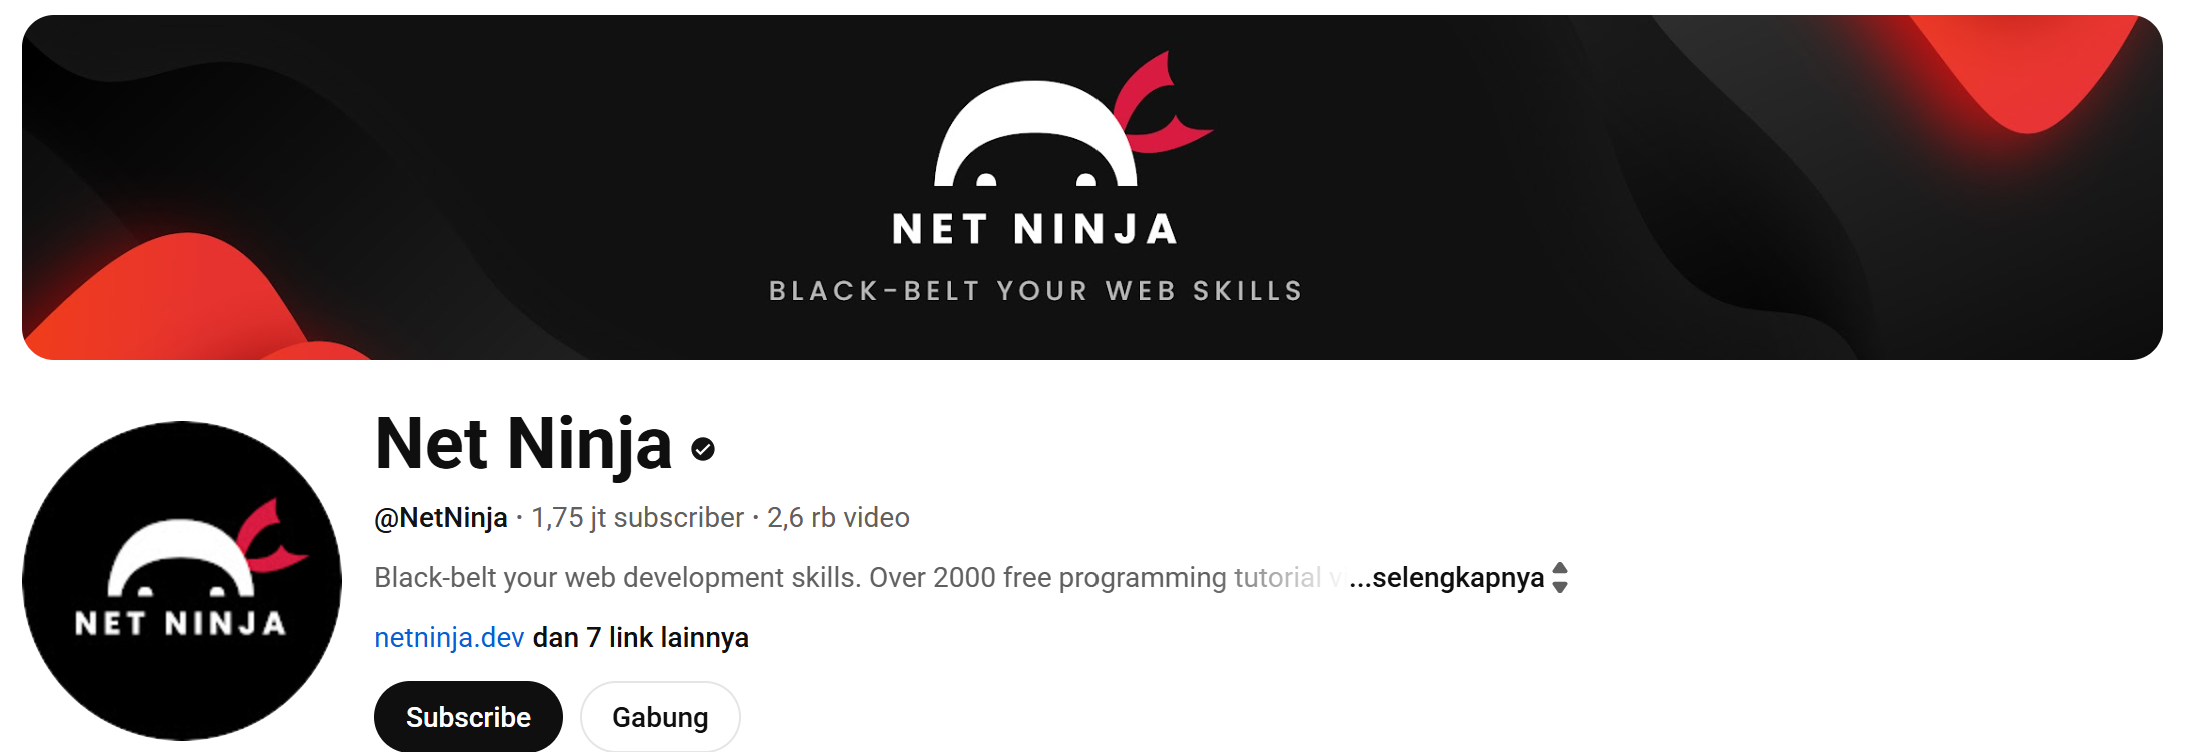 NET NINJA
BLACK-BELT YOUR WEB SKILLS
NET NINJA
Net Ninja
@NetNinja · 1,75 jt subscriber · 2,6 rb video
Black-belt your web development skills. Over 2000 free programming tutorial v...selengkapnya
netninja.dev dan 7 link lainnya
Subscribe
Gabung